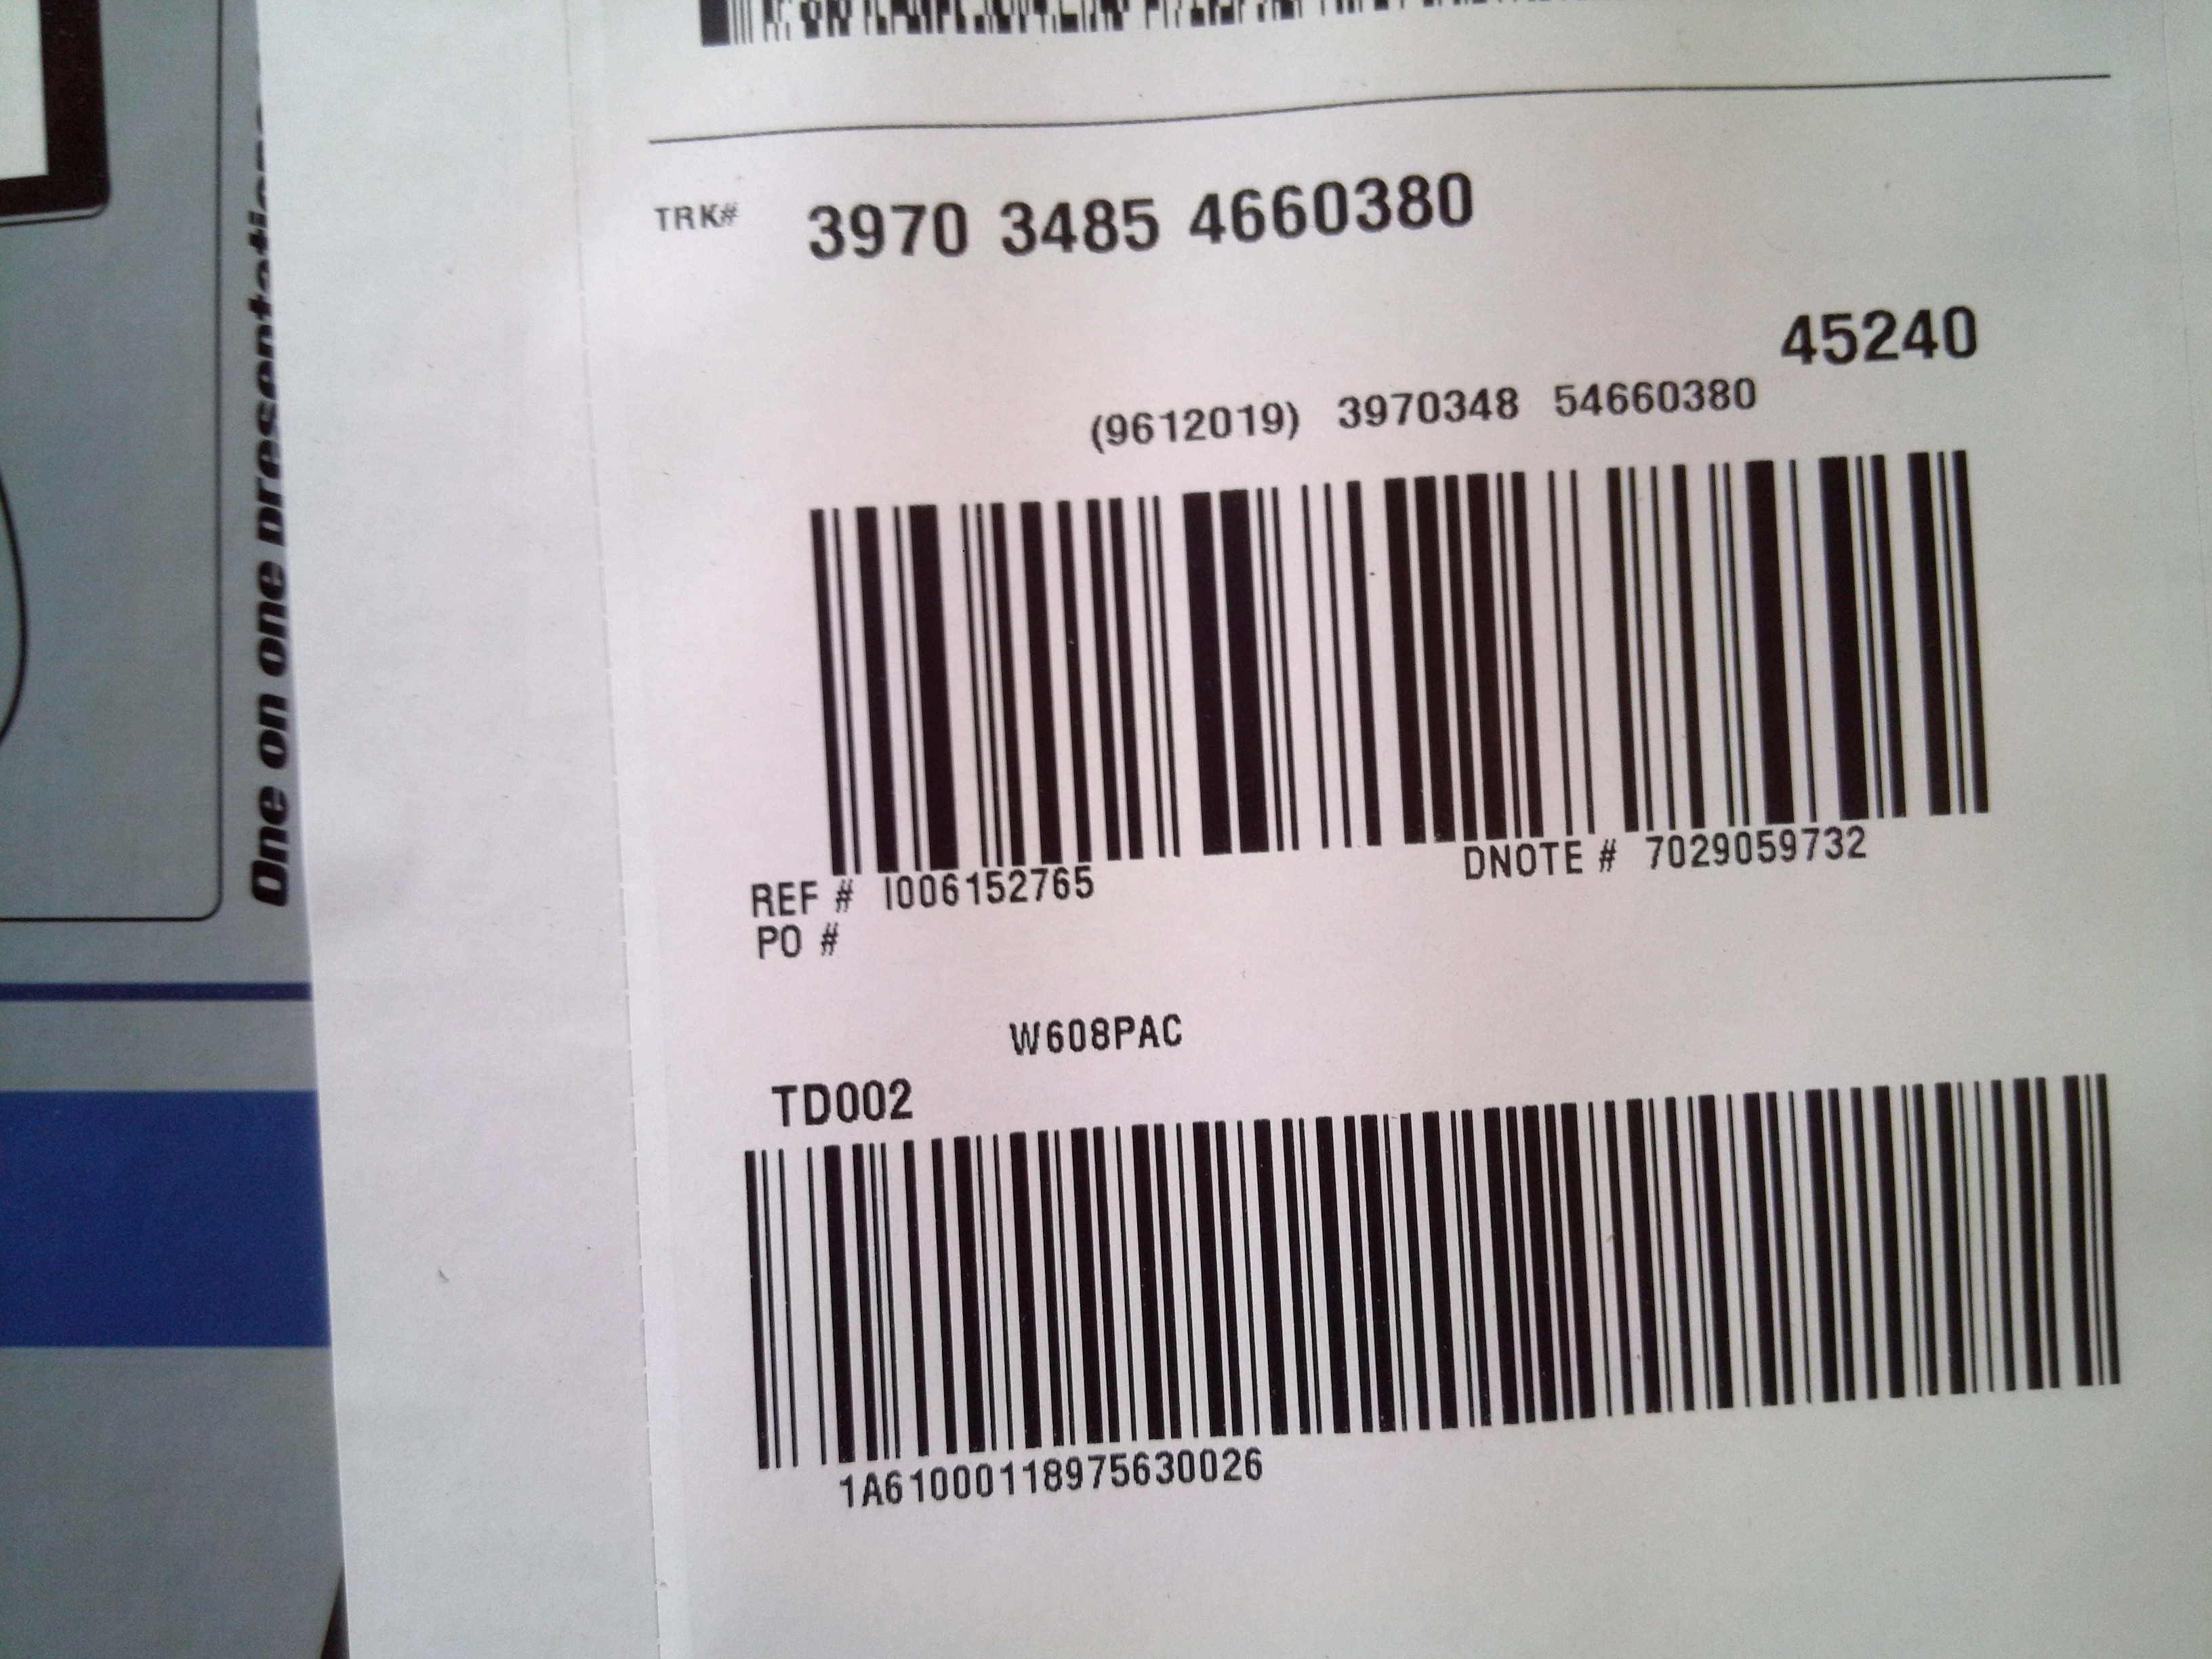 One on one presentations
TRK# 3970 3485 4660380
45240
(9612019) 3970348 54660380
REF # I006152765 DNOTE # 7029059732
PO #
W608PAC
TD002
1A61000118975630026